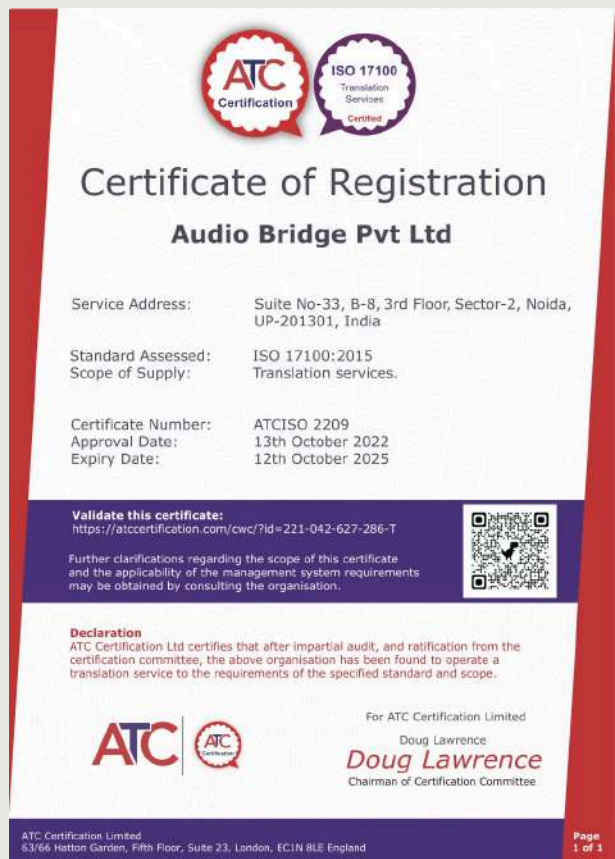 ATC
Certification
ISO 17100
Translation
Services
Certified
Certificate of Registration
Audio Bridge Pvt Ltd
Service Address: Suite No-33, B-8, 3rd Floor, Sector-2, Noida,
UP-201301, India
Standard Assessed: ISO 17100:2015
Scope of Supply: Translation services.
Certificate Number: ATCISO 2209
Approval Date: 13th October 2022
Expiry Date: 12th October 2025
Validate this certificate:
https://atccertification.com/cwc/?id=221-042-627-286-T
Further clarifications regarding the scope of this certificate
and the applicability of the management system requirements
may be obtained by consulting the organisation.
Declaration
ATC Certification Ltd certifies that after impartial audit, and ratification from the
certification committee, the above organisation has been found to operate a
translation service to the requirements of the specified standard and scope.
ATC
ATC
Certification
For ATC Certification Limited
Doug Lawrence
Doug Lawrence
Chairman of Certification Committee
ATC Certification Limited
63/66 Hatton Garden, Fifth Floor, Suite 23, London, EC1N 8LE England
Page
1 of 1